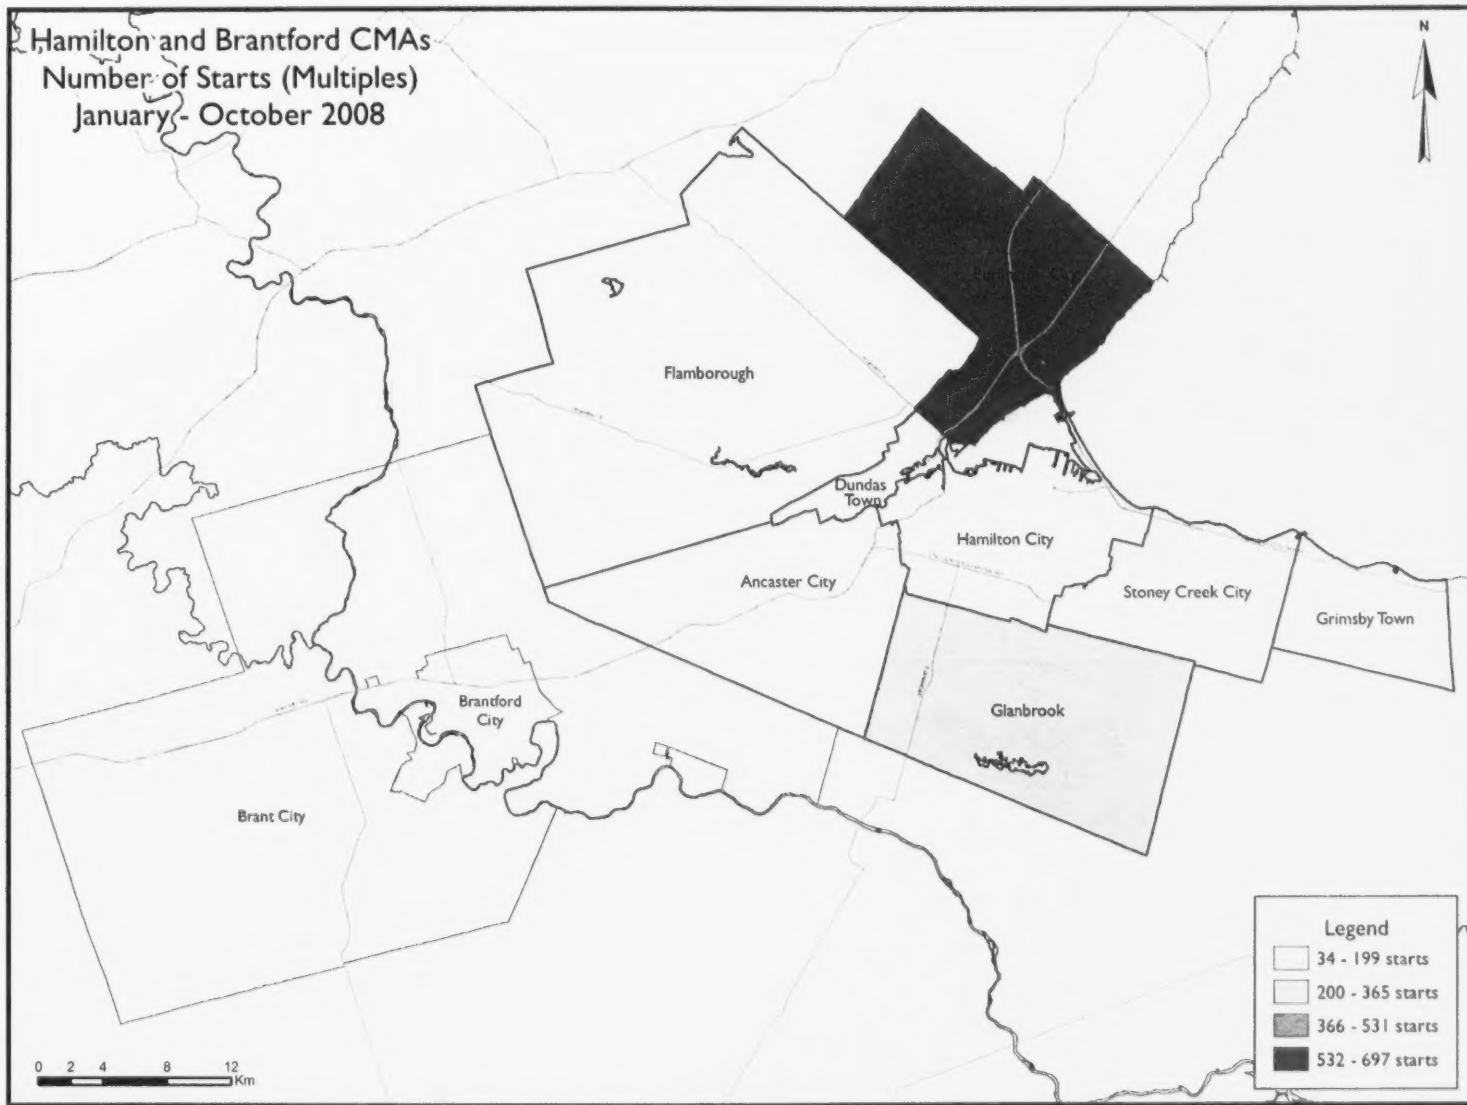 Hamilton and Brantford CMAs
Number of Starts (Multiples)
January - October 2008
N
Burlington City
Flamborough
Dundas
Town
Hamilton City
Ancaster City
Stoney Creek City
Grimsby Town
Brantford
City
Glanbrook
Brant City
Legend
34 - 199 starts
200 - 365 starts
366 - 531 starts
532 - 697 starts
0 2 4 8 12
Km